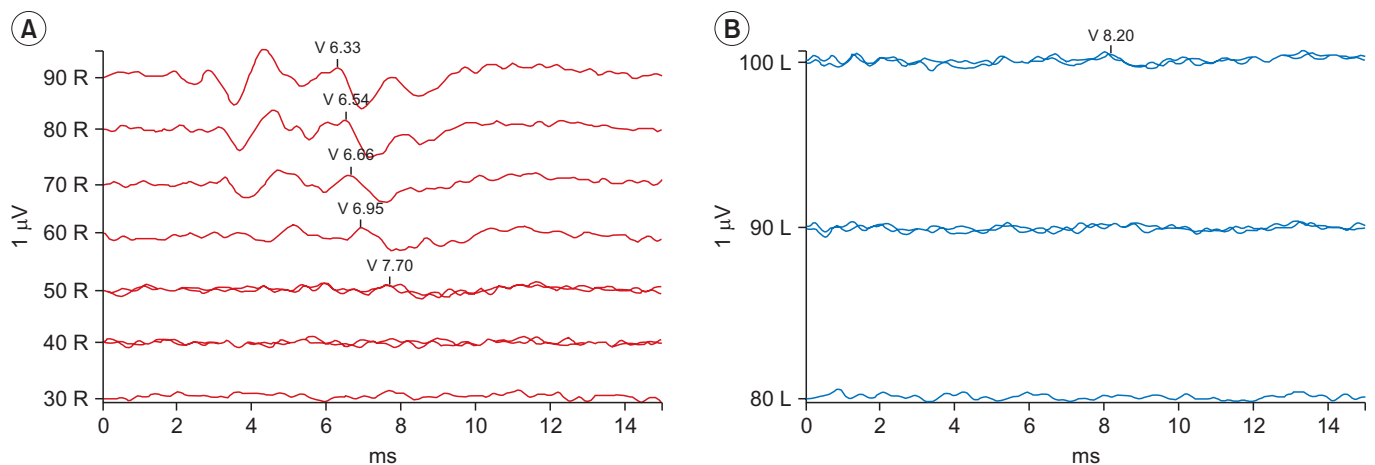 A
V 6.33
90 R
V 6.54
80 R
V 6.66
70 R
V 6.95
60 R
V 7.70
50 R
40 R
30 R
1 μV
0 2 4 6 8 10 12 14
ms
B
V 8.20
100 L
90 L
80 L
1 μV
0 2 4 6 8 10 12 14
ms